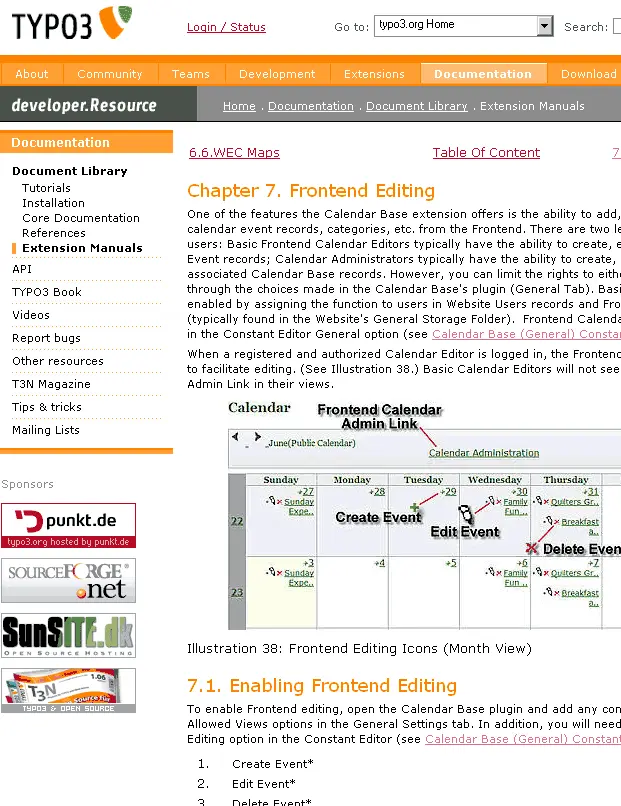 TYPO3
Login / Status
Go to: typo3.org Home
Search:
About Community Teams Development Extensions Documentation Download
developer.Resource
Home . Documentation . Document Library . Extension Manuals
Documentation
Document Library
Tutorials
Installation
Core Documentation
References
Extension Manuals
API
TYPO3 Book
Videos
Report bugs
Other resources
T3N Magazine
Tips & tricks
Mailing Lists
Sponsors
punkt.de
typo3.org hosted by punkt.de
SOURCEFORGE
.net
SunSITE.dk
OPEN SOURCE HOSTING
T3N 1.06
TYPO3 & OPEN SOURCE
6.6.WEC Maps Table Of Content 7
Chapter 7. Frontend Editing
One of the features the Calendar Base extension offers is the ability to add,
calendar event records, categories, etc. from the Frontend. There are two le
users: Basic Frontend Calendar Editors typically have the ability to create, e
Event records; Calendar Administrators typically have the ability to create,
associated Calendar Base records. However, you can limit the rights to eithe
through the choices made in the Calendar Base's plugin (General Tab). Basi
enabled by assigning the function to users in Website Users records and Fro
(typically found in the Website's General Storage Folder). Frontend Calenda
in the Constant Editor General option (see Calendar Base (General) Constan
When a registered and authorized Calendar Editor is logged in, the Frontend
to facilitate editing. (See Illustration 38.) Basic Calendar Editors will not see
Admin Link in their views.
Calendar
Frontend Calendar
Admin Link
June(Public Calendar)
Calendar Administration
Sunday Monday Tuesday Wednesday Thursday
27 28 29 30 31
Sunday Expe.. Family Fun .. Quilters Gr..
Breakfast a..
22
Create Event
Edit Event
Delete Even
3 4 5 6 7
Sunday Expe.. Family Fun .. Quilters Gr..
Breakfast a..
23
Illustration 38: Frontend Editing Icons (Month View)
7.1. Enabling Frontend Editing
To enable Frontend editing, open the Calendar Base plugin and add any con
Allowed Views options in the General Settings tab. In addition, you will need
Editing option in the Constant Editor (see Calendar Base (General) Constant
1. Create Event*
2. Edit Event*
3. Delete Event*